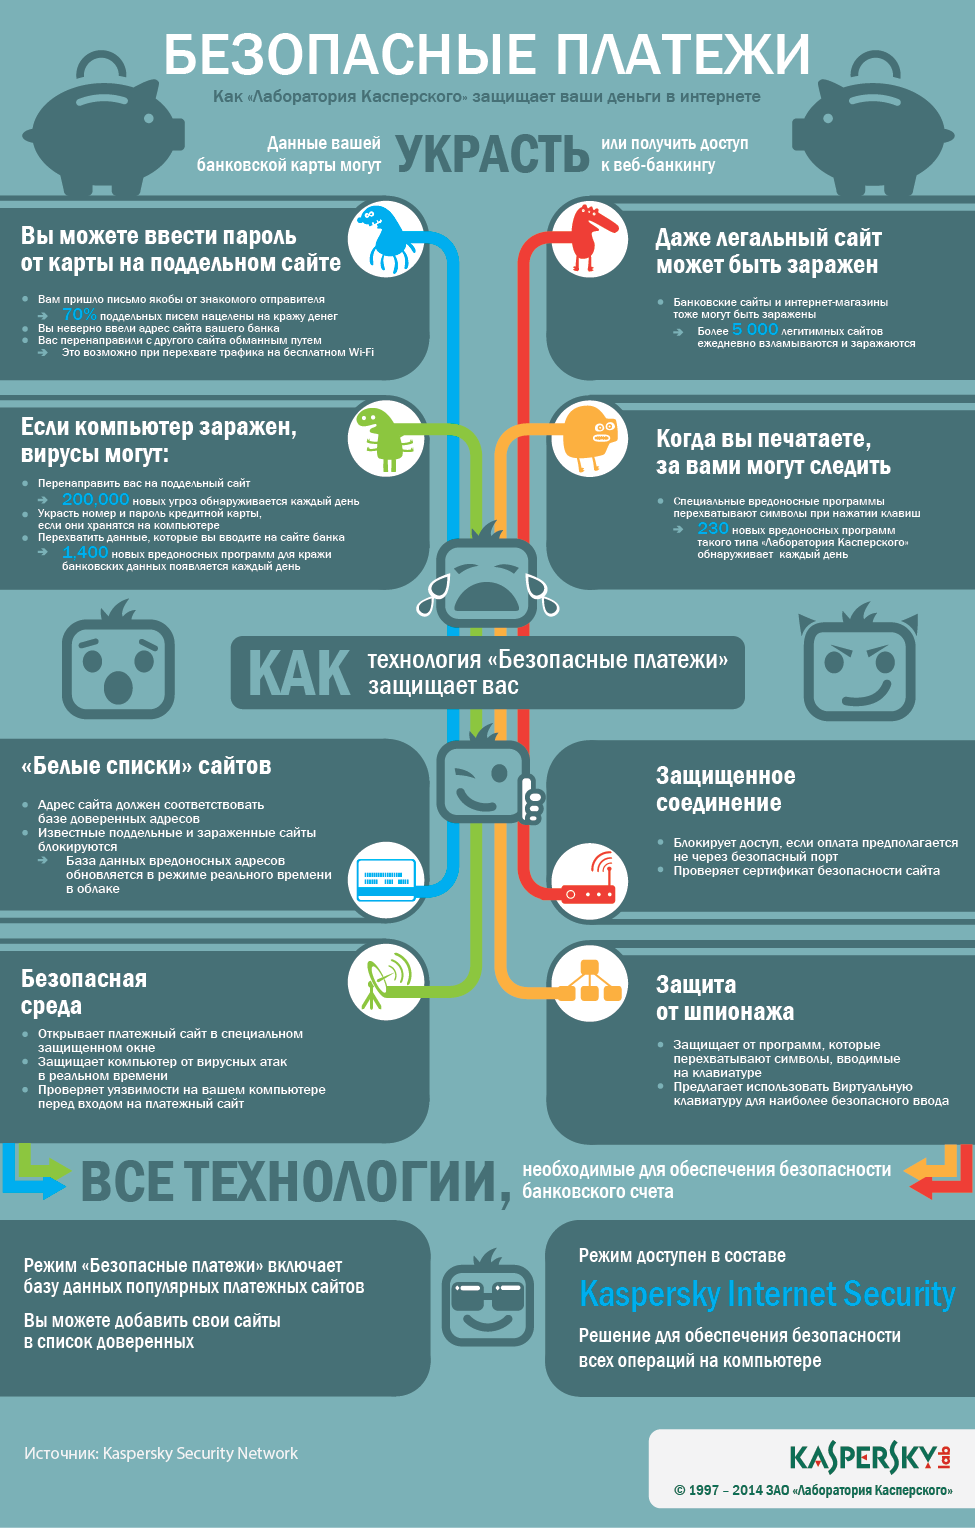 БЕЗОПАСНЫЕ ПЛАТЕЖИ
Как «Лаборатория Касперского» защищает ваши деньги в интернете
Данные вашей
банковской карты могут
УКРАСТЬ
или получить доступ
к веб-банкингу
Вы можете ввести пароль
от карты на поддельном сайте
Вам пришло письмо якобы от знакомого отправителя
70% поддельных писем нацелены на кражу денег
Вы неверно ввели адрес сайта вашего банка
Вас перенаправили с другого сайта обманным путем
Это возможно при перехвате трафика на бесплатном Wi-Fi
Даже легальный сайт
может быть заражен
Банковские сайты и интернет-магазины
тоже могут быть заражены
Более 5 000 легитимных сайтов
ежедневно взламываются и заражаются
Если компьютер заражен,
вирусы могут:
Перенаправить вас на поддельный сайт
200.000 новых угроз обнаруживается каждый день
Украсть номер и пароль кредитной карты,
если они хранятся на компьютере
Перехватить данные, которые вы вводите на сайте банка
1,400 новых вредоносных программ для кражи
банковских данных появляется каждый день
Когда вы печатаете,
за вами могут следить
Специальные вредоносные программы
перехватывают символы при нажатии клавиш
230 новых вредоносных программ
такого типа «Лаборатория Касперского»
обнаруживает каждый день
КАК
технология «Безопасные платежи»
защищает вас
«Белые списки» сайтов
Адрес сайта должен соответствовать
базе доверенных адресов
Известные поддельные и зараженные сайты
блокируются
База данных вредоносных адресов
обновляется в режиме реального времени
в облаке
Защищенное
соединение
Блокирует доступ, если оплата предполагается
не через безопасный порт
Проверяет сертификат безопасности сайта
Безопасная
среда
Открывает платежный сайт в специальном
защищенном окне
Защищает компьютер от вирусных атак
в реальном времени
Проверяет уязвимости на вашем компьютере
перед входом на платежный сайт
Защита
от шпионажа
Защищает от программ, которые
перехватывают символы, вводимые
на клавиатуре
Предлагает использовать Виртуальную
клавиатуру для наиболее безопасного ввода
ВСЕ ТЕХНОЛОГИИ,
необходимые для обеспечения безопасности
банковского счета
Режим «Безопасные платежи» включает
базу данных популярных платежных сайтов
Вы можете добавить свои сайты
в список доверенных
Режим доступен в составе
Kaspersky Internet Security
Решение для обеспечения безопасности
всех операций на компьютере
Источник: Kaspersky Security Network
KASPERSKY lab
© 1997 – 2014 ЗАО «Лаборатория Касперского»